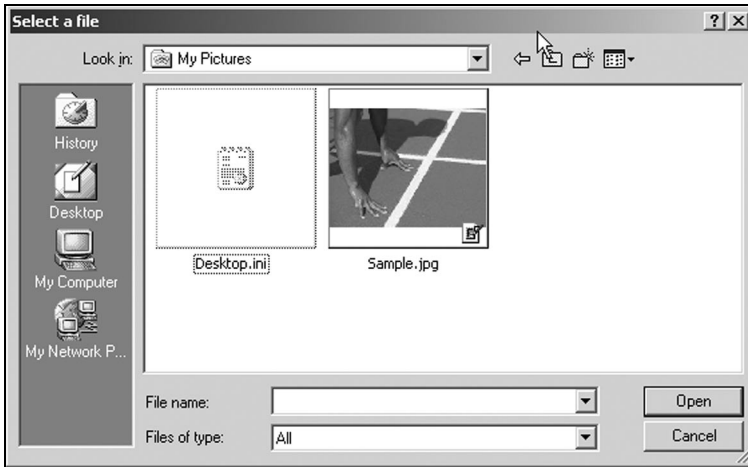 Select a file
Look in:
My Pictures
History
Desktop
My Computer
My Network P...
Desktop.ini
Sample.jpg
File name:
Open
Files of type:
All
Cancel